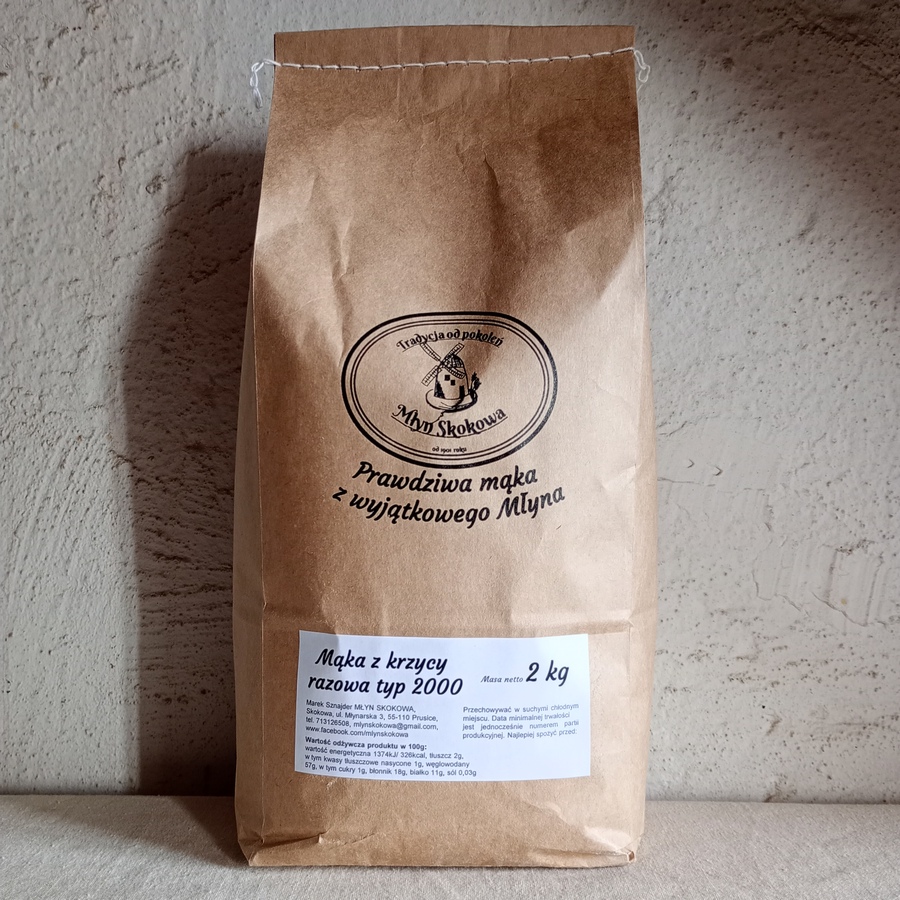 Tradycja od pokoleń
Młyn Skokowa
od 1901 roku
Prawdziwa mąka
z wyjątkowego Młyna
Mąka z krzycy
razowa typ 2000
Masa netto 2 kg
Marek Sznajder MŁYN SKOKOWA,
Skokowa, ul. Młynarska 3, 55-110 Prusice,
tel. 713126508, mlynskokowa@gmail.com,
www.facebook.com/mlynskokowa
Wartość odżywcza produktu w 100g:
wartość energetyczna 1374kJ/ 326kcal, tłuszcz 2g,
w tym kwasy tłuszczowe nasycone 1g, węglowodany
57g, w tym cukry 1g, błonnik 18g, białko 11g, sól 0,03g
Przechowywać w suchymi chłodnym
miejscu. Data minimalnej trwałości
jest jednocześnie numerem partii
produkcyjnej. Najlepiej spożyć przed: